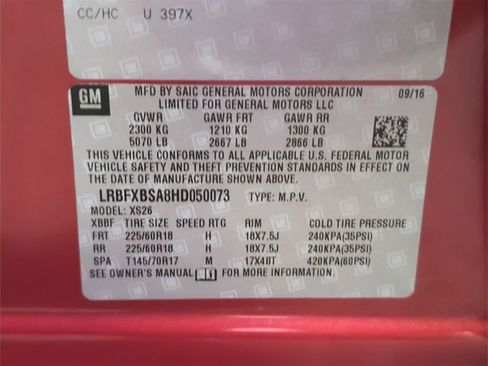 CC/HC U 397X
GM
MFD BY SAIC GENERAL MOTORS CORPORATION 09/16
LIMITED FOR GENERAL MOTORS LLC
GVWR GAWR FRT GAWR RR
2300 KG 1210 KG 1300 KG
5070 LB 2667 LB 2866 LB
THIS VEHICLE CONFORMS TO ALL APPLICABLE U.S. FEDERAL MOTOR
VEHICLE SAFETY AND THEFT PREVENTION STANDARDS IN EFFECT ON
THE DATE OF MANUFACTURE SHOWN ABOVE.
LRBFXBSA8HD050073 TYPE: M.P.V.
MODEL: XS26
XBBF TIRE SIZE SPEED RTG RIM COLD TIRE PRESSURE
FRT 225/60R18 H 18X7.5J 240KPA(35PSI)
RR 225/60R18 H 18X7.5J 240KPA(35PSI)
SPA T145/70R17 M 17X4BT 420KPA(60PSI)
SEE OWNER'S MANUAL FOR MORE INFORMATION.